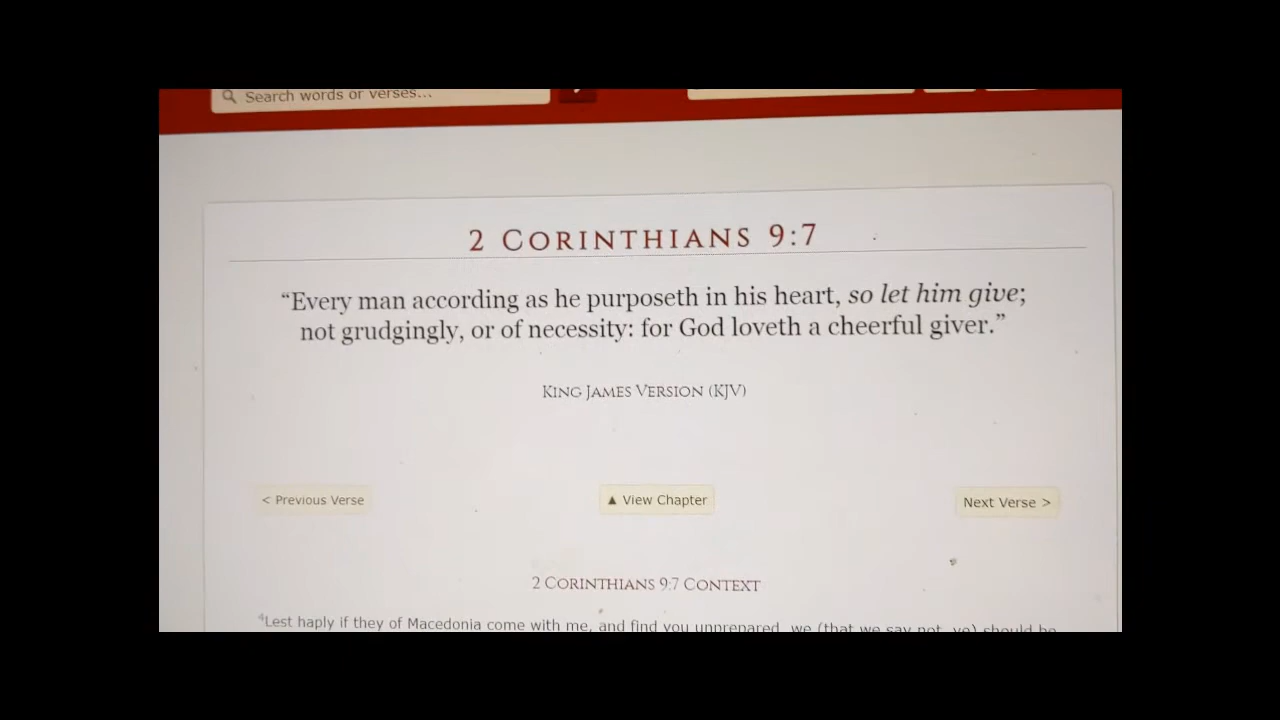 Search words or verses...
2 CORINTHIANS 9:7
“Every man according as he purposeth in his heart, so let him give;
not grudgingly, or of necessity: for God loveth a cheerful giver.”
KING JAMES VERSION (KJV)
< Previous Verse
▲ View Chapter
Next Verse >
2 CORINTHIANS 9:7 CONTEXT
4Lest haply if they of Macedonia come with me, and find you unprepared, we (that we say not, ye) should be